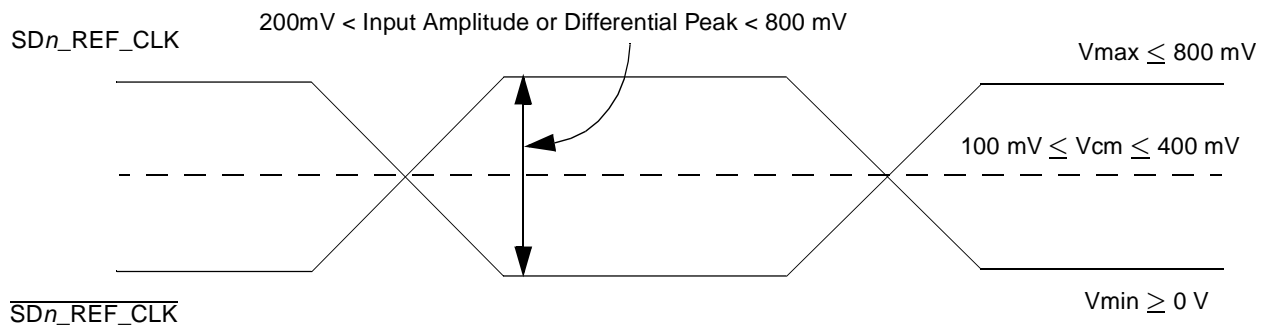 200mV < Input Amplitude or Differential Peak < 800 mV
SDn_REF_CLK
Vmax ≤ 800 mV
100 mV ≤ Vcm ≤ 400 mV
Vmin ≥ 0 V
SDn_REF_CLK